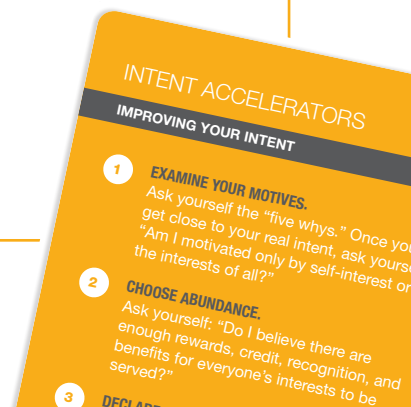 INTENT ACCELERATORS
IMPROVING YOUR INTENT
1 EXAMINE YOUR MOTIVES.
Ask yourself the “five whys.” Once you
get close to your real intent, ask yourse
“Am I motivated only by self-interest or
the interests of all?”
2 CHOOSE ABUNDANCE.
Ask yourself: “Do I believe there are
enough rewards, credit, recognition, and
benefits for everyone’s interests to be
served?”
3